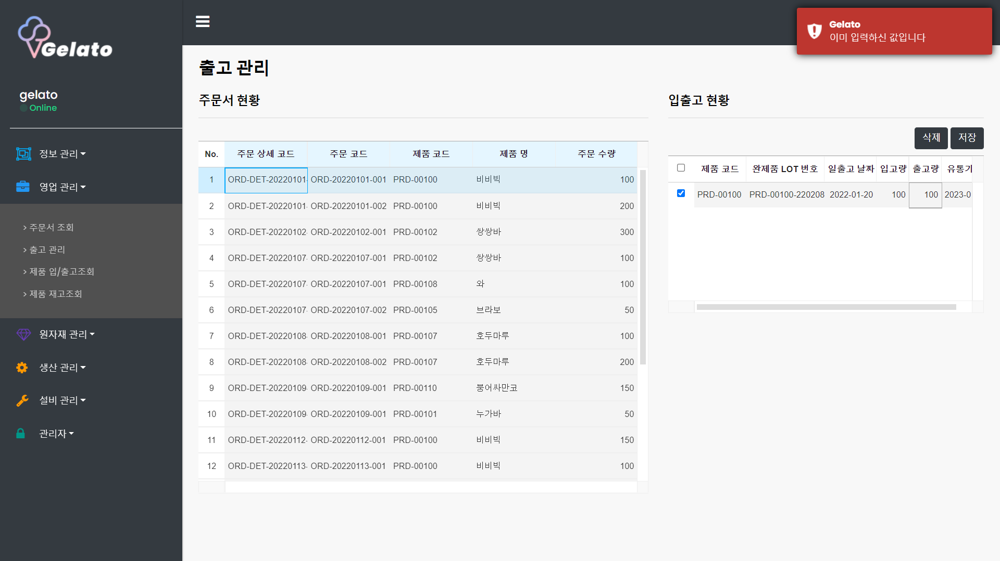 Gelato
gelato
Online
정보 관리
영업 관리
> 주문서 조회
> 출고 관리
> 제품 입/출고조회
> 제품 재고조회
원자재 관리
생산 관리
설비 관리
관리자
Gelato
이미 입력하신 값입니다
출고 관리
주문서 현황
No. 주문 상세 코드 주문 코드 제품 코드 제품 명 주문 수량
1 ORD-DET-20220101- ORD-20220101-001 PRD-00100 비비빅 100
2 ORD-DET-20220101- ORD-20220101-002 PRD-00100 비비빅 200
3 ORD-DET-20220102- ORD-20220102-001 PRD-00102 쌍쌍바 300
4 ORD-DET-20220107- ORD-20220107-001 PRD-00102 쌍쌍바 100
5 ORD-DET-20220107- ORD-20220107-001 PRD-00108 와 100
6 ORD-DET-20220107- ORD-20220107-002 PRD-00105 브라보 50
7 ORD-DET-20220108- ORD-20220108-001 PRD-00107 호두마루 100
8 ORD-DET-20220108- ORD-20220108-002 PRD-00107 호두마루 200
9 ORD-DET-20220109- ORD-20220109-001 PRD-00110 붕어싸만코 150
10 ORD-DET-20220109- ORD-20220109-001 PRD-00101 누가바 50
11 ORD-DET-20220112- ORD-20220112-001 PRD-00100 비비빅 150
12 ORD-DET-20220113- ORD-20220113-001 PRD-00100 비비빅 100
입출고 현황
삭제 저장
제품 코드 완제품 LOT 번호 일출고 날짜 입고량 출고량 유통기
PRD-00100 PRD-00100-220208 2022-01-20 100 100 2023-0